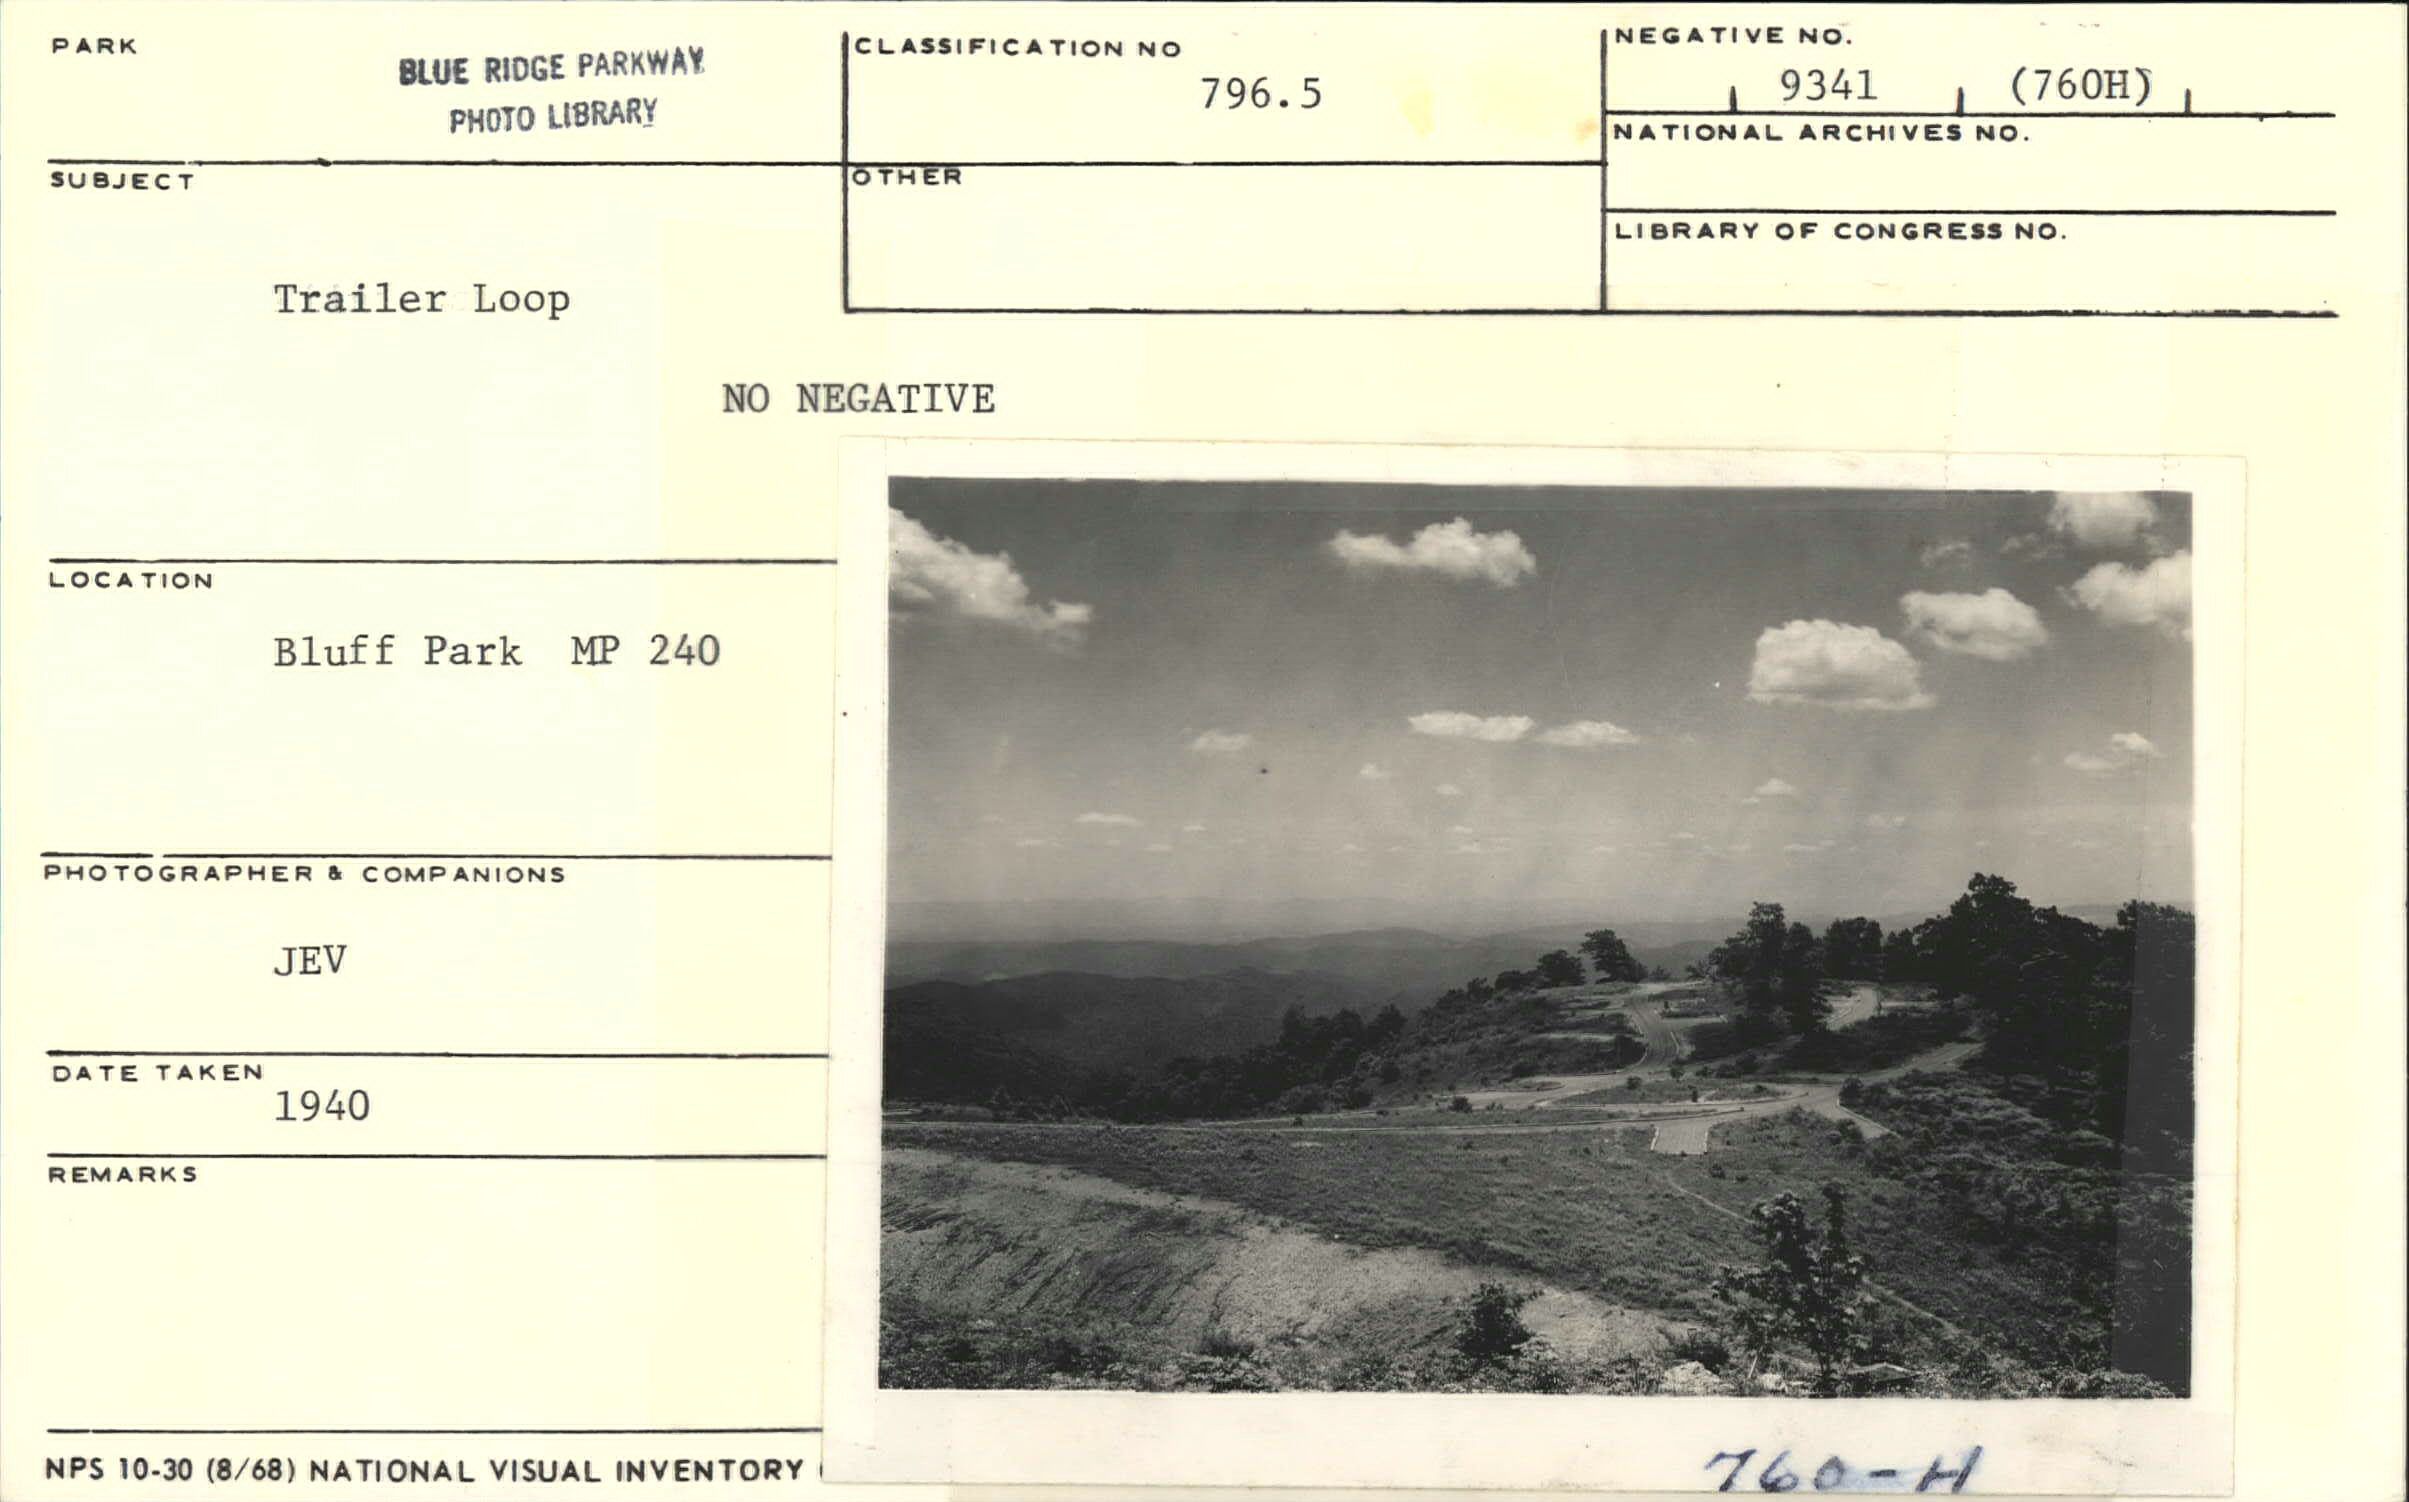 PARK
BLUE RIDGE PARKWAY
PHOTO LIBRARY
CLASSIFICATION NO
796.5
NEGATIVE NO.
9341 (760H)
NATIONAL ARCHIVES NO.
LIBRARY OF CONGRESS NO.
OTHER
SUBJECT
Trailer Loop
NO NEGATIVE
LOCATION
Bluff Park MP 240
PHOTOGRAPHER & COMPANIONS
JEV
DATE TAKEN
1940
REMARKS
NPS 10-30 (8/68) NATIONAL VISUAL INVENTORY
760-H